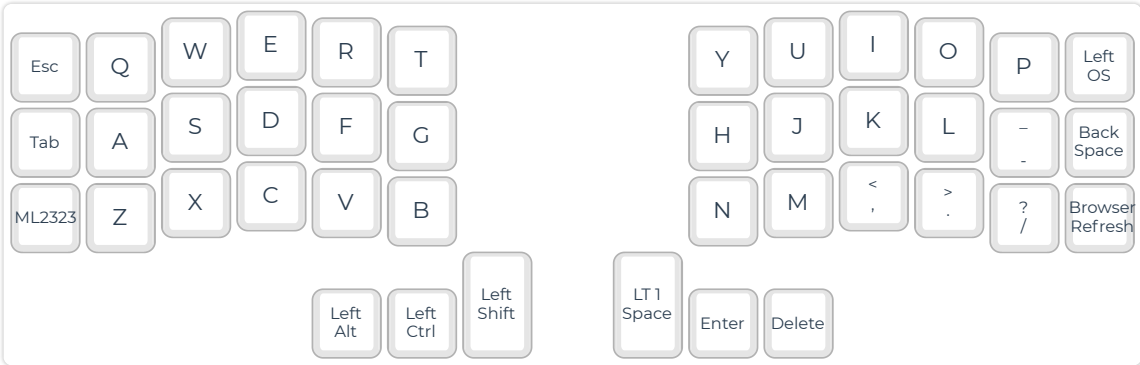 Esc Q W E R T Y U I O P Left OS
Tab A S D F G H J K L _ - Back Space
ML2323 Z X C V B N M < , > . ? / Browser Refresh
Left Alt Left Ctrl Left Shift LT 1 Space Enter Delete